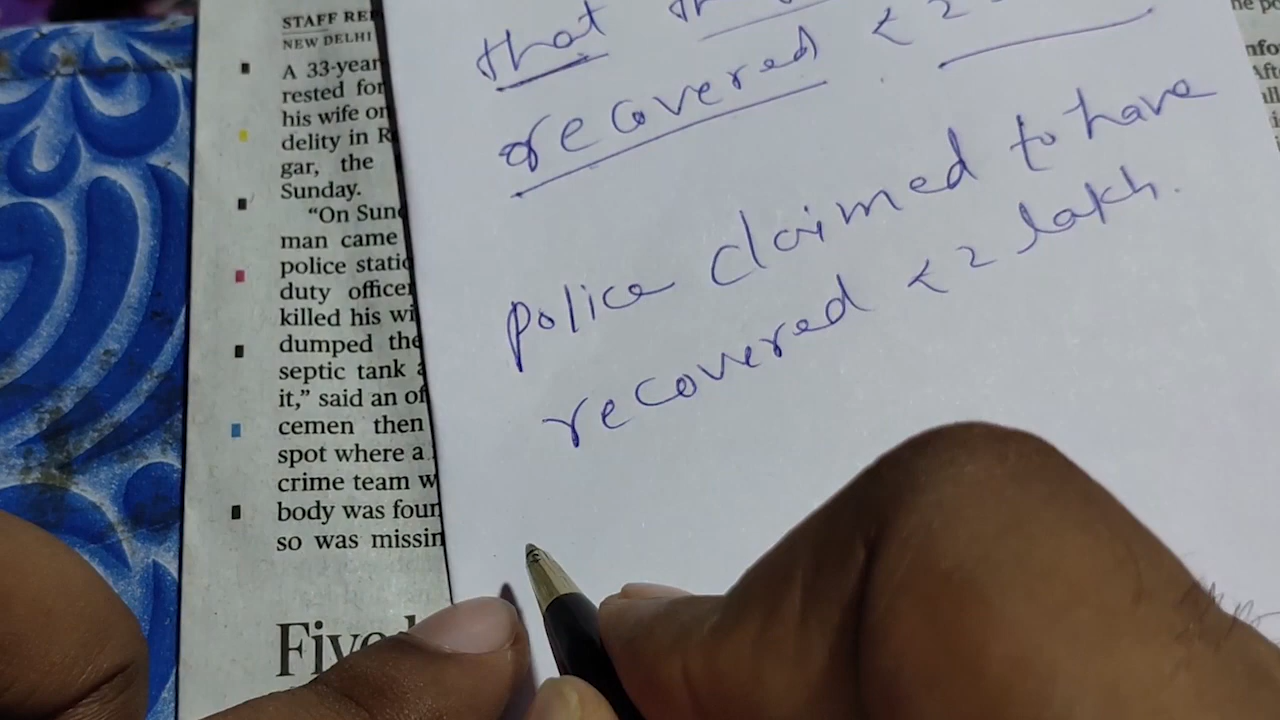 STAFF RE
NEW DELHI
A 33-year
rested for
his wife on
delity in R
gar, the
Sunday.
“On Sun
man came
police static
duty officer
killed his wi
dumped the
septic tank a
it,” said an of
cemen then
spot where a
crime team w
body was foun
so was missin
Five
that
recovered < 2
police claimed to have
recovered < 2 lakh.